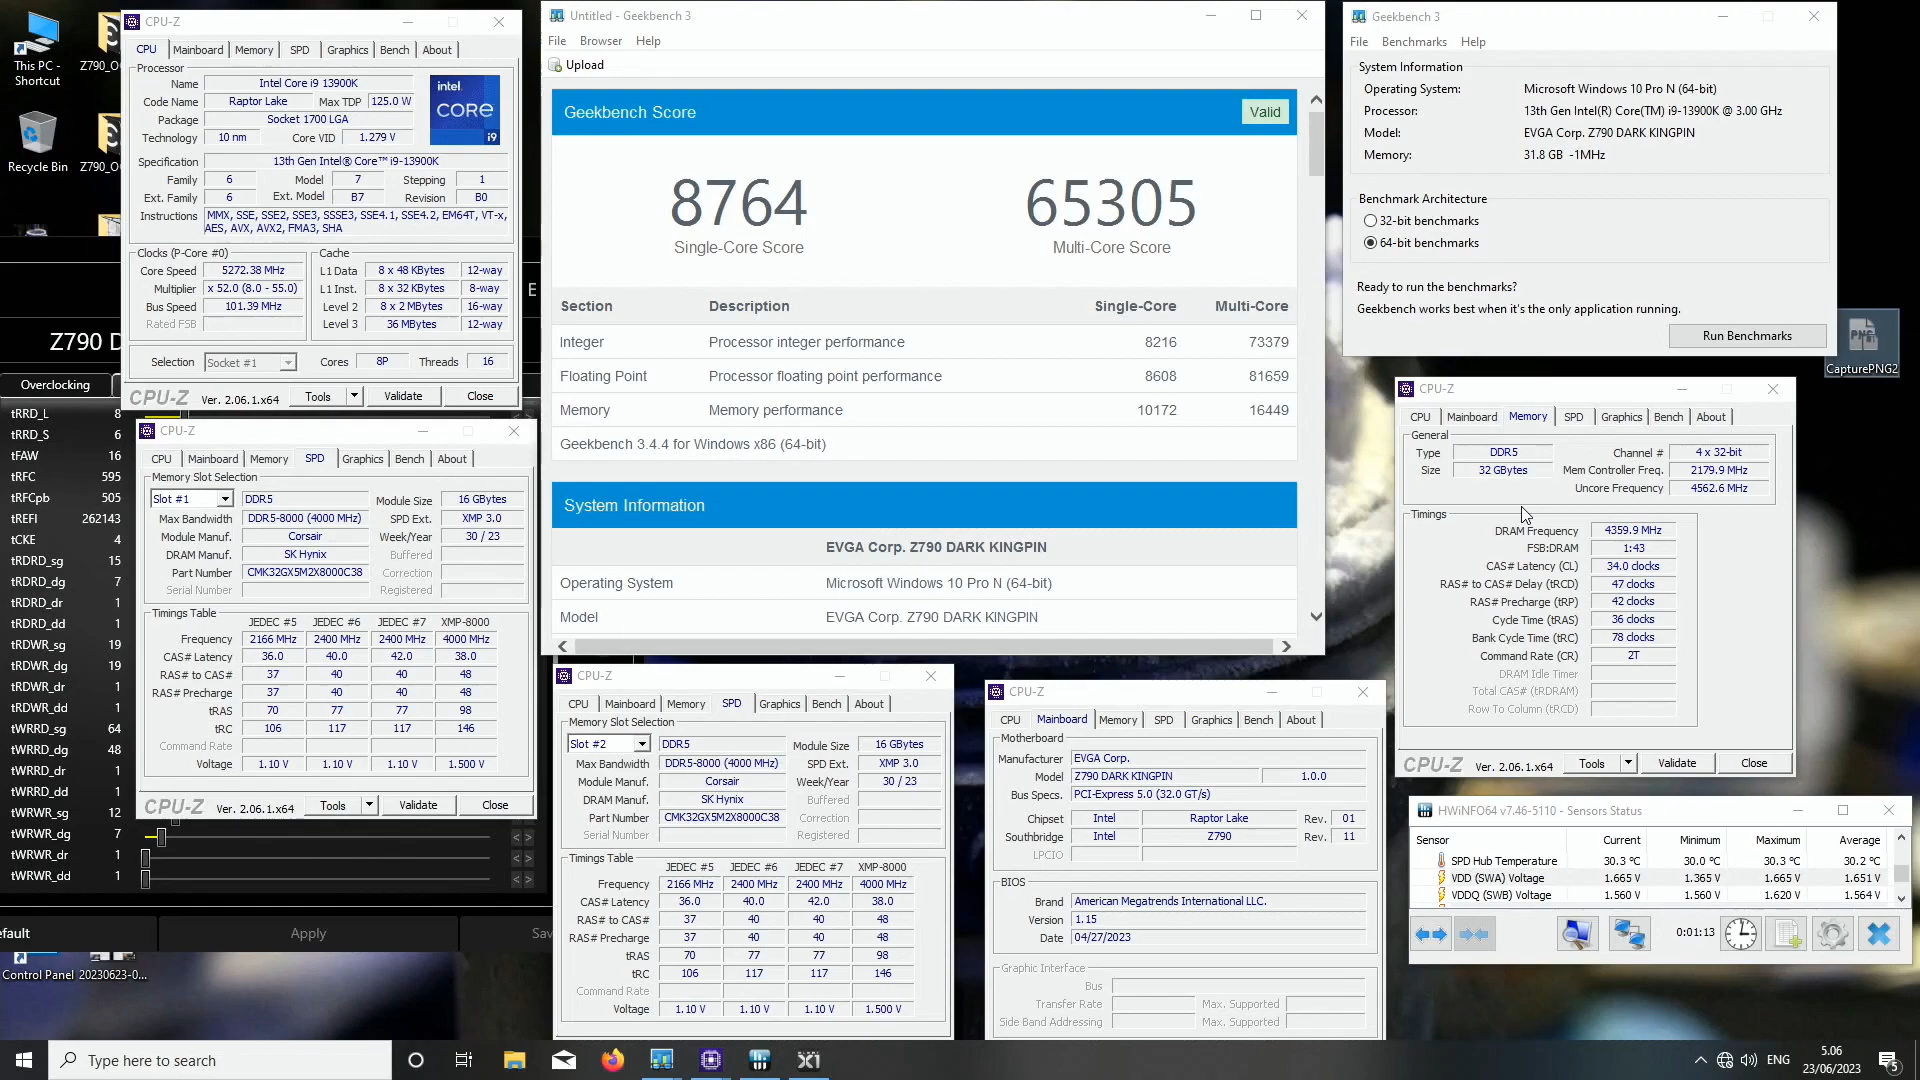 This PC -
Shortcut
Recycle Bin
Z790_O
Z790_O
Z790 D
E
Overclocking
tRRD_L 8
tRRD_S 6
tFAW 16
tRFC 595
tRFCpb 505
tREFI 262143
tCKE 4
tRDRD_sg 15
tRDRD_dg 7
tRDRD_dr 1
tRDRD_dd 1
tRDWR_sg 19
tRDWR_dg 19
tRDWR_dr 1
tRDWR_dd 1
tWRRD_sg 64
tWRRD_dg 48
tWRRD_dr 1
tWRRD_dd 1
tWRWR_sg 12
tWRWR_dg 7
tWRWR_dr 1
tWRWR_dd 1
efault Apply Sav
Control Panel 20230623-0...
CPU-Z
CPU Mainboard Memory SPD Graphics Bench About
Processor
Name Intel Core i9 13900K
Code Name Raptor Lake Max TDP 125.0 W
Package Socket 1700 LGA
Technology 10 nm Core VID 1.279 V
intel
CORE
i9
Specification 13th Gen Intel® Core™ i9-13900K
Family 6 Model 7 Stepping 1
Ext. Family 6 Ext. Model B7 Revision B0
Instructions MMX, SSE, SSE2, SSE3, SSSE3, SSE4.1, SSE4.2, EM64T, VT-x,
AES, AVX, AVX2, FMA3, SHA
Clocks (P-Core #0) Cache
Core Speed 5272.38 MHz L1 Data 8 x 48 KBytes 12-way
Multiplier x 52.0 (8.0 - 55.0) L1 Inst. 8 x 32 KBytes 8-way
Bus Speed 101.39 MHz Level 2 8 x 2 MBytes 16-way
Rated FSB Level 3 36 MBytes 12-way
Selection Socket #1 Cores 8P Threads 16
CPU-Z Ver. 2.06.1.x64 Tools Validate Close
CPU-Z
CPU Mainboard Memory SPD Graphics Bench About
Memory Slot Selection
Slot #1 DDR5 Module Size 16 GBytes
Max Bandwidth DDR5-8000 (4000 MHz) SPD Ext. XMP 3.0
Module Manuf. Corsair Week/Year 30 / 23
DRAM Manuf. SK Hynix Buffered
Part Number CMK32GX5M2X8000C38 Correction
Serial Number Registered
Timings Table
JEDEC #5 JEDEC #6 JEDEC #7 XMP-8000
Frequency 2166 MHz 2400 MHz 2400 MHz 4000 MHz
CAS# Latency 36.0 40.0 42.0 38.0
RAS# to CAS# 37 40 40 48
RAS# Precharge 37 40 40 48
tRAS 70 77 77 98
tRC 106 117 117 146
Command Rate
Voltage 1.10 V 1.10 V 1.10 V 1.500 V
CPU-Z Ver. 2.06.1.x64 Tools Validate Close
Untitled - Geekbench 3
File Browser Help
Upload
Geekbench Score Valid
8764 65305
Single-Core Score Multi-Core Score
Section Description Single-Core Multi-Core
Integer Processor integer performance 8216 73379
Floating Point Processor floating point performance 8608 81659
Memory Memory performance 10172 16449
Geekbench 3.4.4 for Windows x86 (64-bit)
System Information
EVGA Corp. Z790 DARK KINGPIN
Operating System Microsoft Windows 10 Pro N (64-bit)
Model EVGA Corp. Z790 DARK KINGPIN
CPU-Z
CPU Mainboard Memory SPD Graphics Bench About
Memory Slot Selection
Slot #2 DDR5 Module Size 16 GBytes
Max Bandwidth DDR5-8000 (4000 MHz) SPD Ext. XMP 3.0
Module Manuf. Corsair Week/Year 30 / 23
DRAM Manuf. SK Hynix Buffered
Part Number CMK32GX5M2X8000C38 Correction
Serial Number Registered
Timings Table
JEDEC #5 JEDEC #6 JEDEC #7 XMP-8000
Frequency 2166 MHz 2400 MHz 2400 MHz 4000 MHz
CAS# Latency 36.0 40.0 42.0 38.0
RAS# to CAS# 37 40 40 48
RAS# Precharge 37 40 40 48
tRAS 70 77 77 98
tRC 106 117 117 146
Command Rate
Voltage 1.10 V 1.10 V 1.10 V 1.500 V
CPU-Z
CPU Mainboard Memory SPD Graphics Bench About
Motherboard
Manufacturer EVGA Corp.
Model Z790 DARK KINGPIN 1.0.0
Bus Specs. PCI-Express 5.0 (32.0 GT/s)
Chipset Intel Raptor Lake Rev. 01
Southbridge Intel Z790 Rev. 11
LPCIO
BIOS
Brand American Megatrends International LLC.
Version 1.15
Date 04/27/2023
Graphic Interface
Bus
Transfer Rate Max. Supported
Side Band Addressing Max. Supported
Geekbench 3
File Benchmarks Help
System Information
Operating System: Microsoft Windows 10 Pro N (64-bit)
Processor: 13th Gen Intel(R) Core(TM) i9-13900K @ 3.00 GHz
Model: EVGA Corp. Z790 DARK KINGPIN
Memory: 31.8 GB -1MHz
Benchmark Architecture
32-bit benchmarks
64-bit benchmarks
Ready to run the benchmarks?
Geekbench works best when it's the only application running.
Run Benchmarks
CapturePNG2
CPU-Z
CPU Mainboard Memory SPD Graphics Bench About
General
Type DDR5 Channel # 4 x 32-bit
Size 32 GBytes Mem Controller Freq. 2179.9 MHz
Uncore Frequency 4562.6 MHz
Timings
DRAM Frequency 4359.9 MHz
FSB:DRAM 1:43
CAS# Latency (CL) 34.0 clocks
RAS# to CAS# Delay (tRCD) 47 clocks
RAS# Precharge (tRP) 42 clocks
Cycle Time (tRAS) 36 clocks
Bank Cycle Time (tRC) 78 clocks
Command Rate (CR) 2T
DRAM Idle Timer
Total CAS# (tRDRAM)
Row To Column (tRCD)
CPU-Z Ver. 2.06.1.x64 Tools Validate Close
HWiNFO64 v7.46-5110 - Sensors Status
Sensor Current Minimum Maximum Average
SPD Hub Temperature 30.3 °C 30.0 °C 30.3 °C 30.2 °C
VDD (SWA) Voltage 1.665 V 1.365 V 1.665 V 1.651 V
VDDQ (SWB) Voltage 1.560 V 1.560 V 1.620 V 1.564 V
0:01:13
Type here to search
X1
ENG
5.06
23/06/2023
5